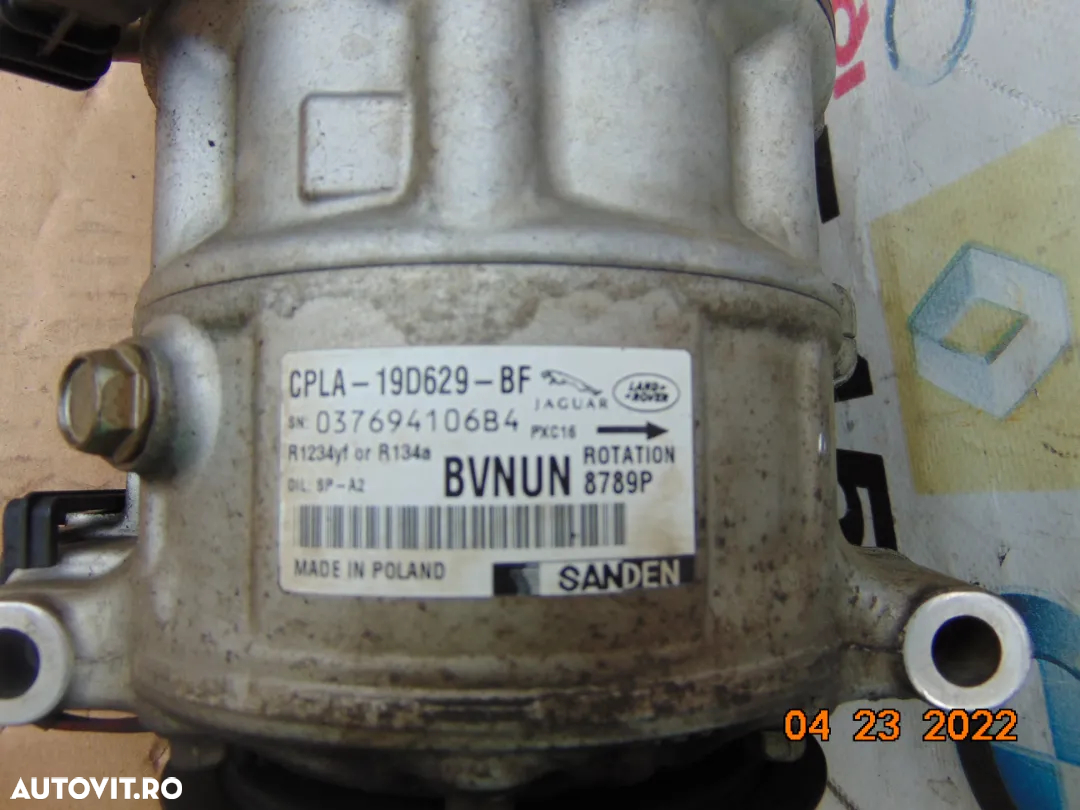 CPLA-19D629-BF
JAGUAR
LAND-
-ROVER
SN: 037694106B4
PXC16
R1234yf or R134a
ROTATION
OIL: SP-A2
BVNUN
8789P
MADE IN POLAND
SANDEN
04 23 2022
AUTOVIT.RO